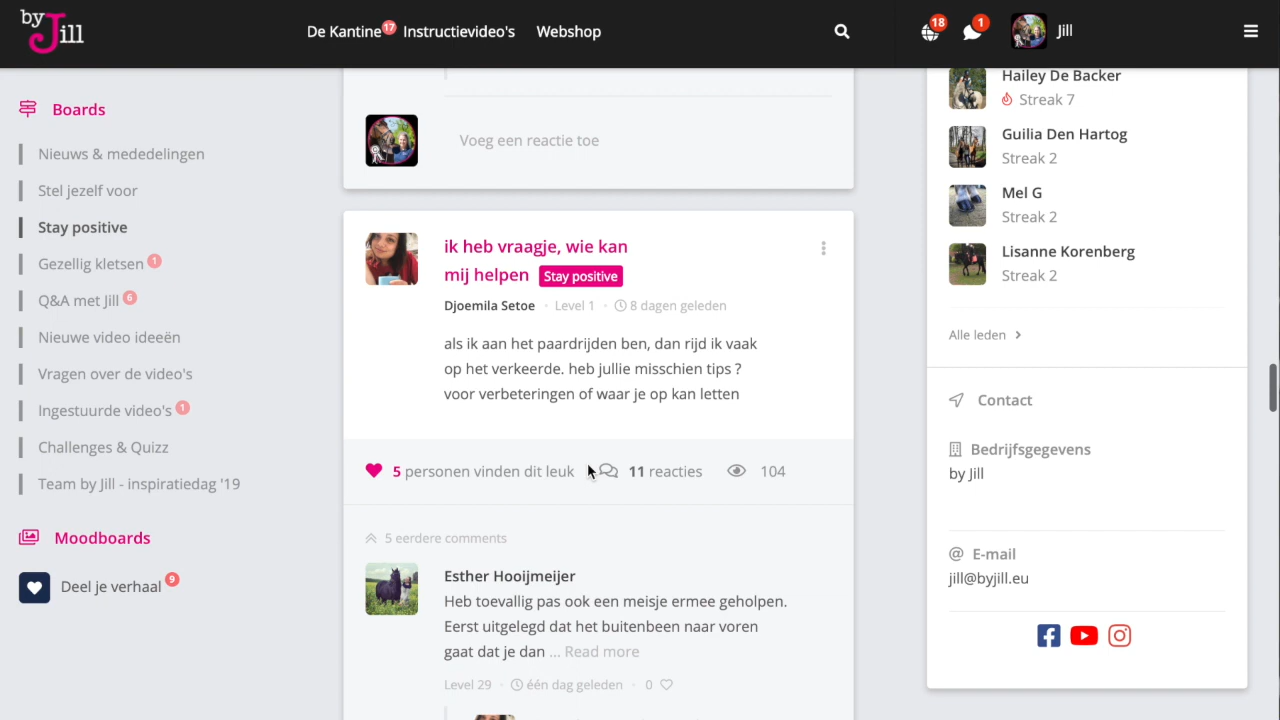 by Jill
De Kantine 17 Instructievideo's Webshop
18 1 Jill
Boards
Nieuws & mededelingen
Stel jezelf voor
Stay positive
Gezellig kletsen 1
Q&A met Jill 6
Nieuwe video ideeën
Vragen over de video's
Ingestuurde video's 1
Challenges & Quizz
Team by Jill - inspiratiedag '19
Moodboards
Deel je verhaal 9
Voeg een reactie toe
ik heb vraagje, wie kan
mij helpen Stay positive
Djoemila Setoe · Level 1 · 8 dagen geleden
als ik aan het paardrijden ben, dan rijd ik vaak
op het verkeerde. heb jullie misschien tips ?
voor verbeteringen of waar je op kan letten
5 personen vinden dit leuk 11 reacties 104
5 eerdere comments
Esther Hooijmeijer
Heb toevallig pas ook een meisje ermee geholpen.
Eerst uitgelegd dat het buitenbeen naar voren
gaat dat je dan ... Read more
Level 29 · één dag geleden · 0
Hailey De Backer
Streak 7
Guilia Den Hartog
Streak 2
Mel G
Streak 2
Lisanne Korenberg
Streak 2
Alle leden
Contact
Bedrijfsgegevens
by Jill
@ E-mail
jill@byjill.eu